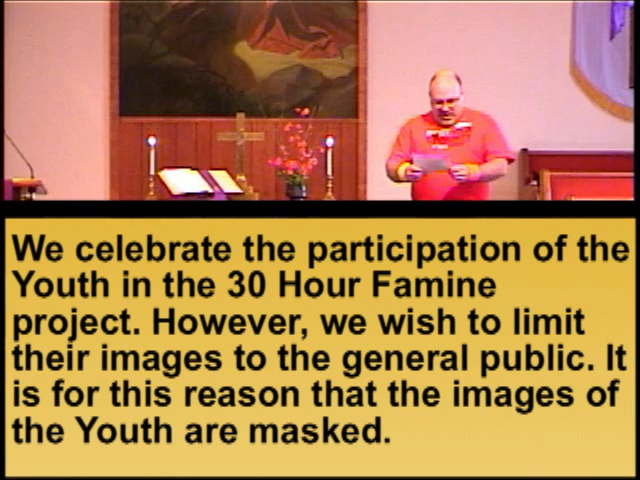 We celebrate the participation of the
Youth in the 30 Hour Famine
project. However, we wish to limit
their images to the general public. It
is for this reason that the images of
the Youth are masked.